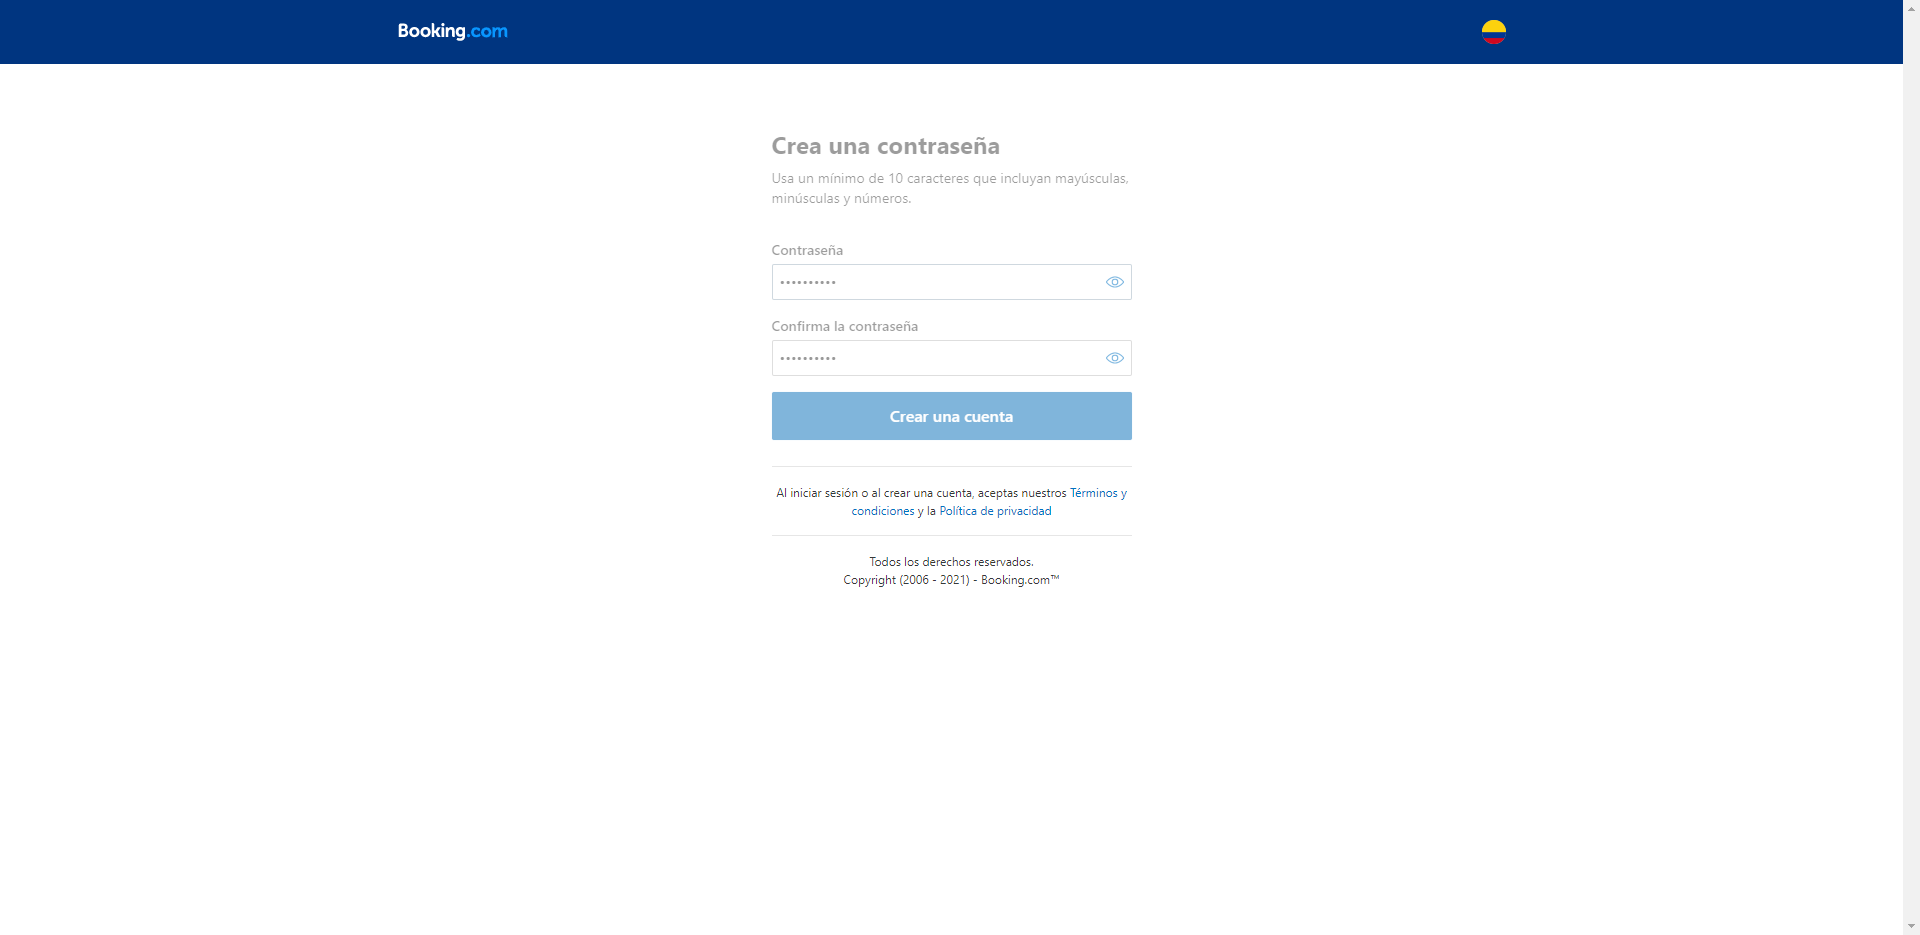 Booking.com
Crea una contraseña
Usa un mínimo de 10 caracteres que incluyan mayúsculas,
minúsculas y números.
Contraseña
••••••••••
Confirma la contraseña
••••••••••
Crear una cuenta
Al iniciar sesión o al crear una cuenta, aceptas nuestros Términos y
condiciones y la Política de privacidad
Todos los derechos reservados.
Copyright (2006 - 2021) - Booking.com™